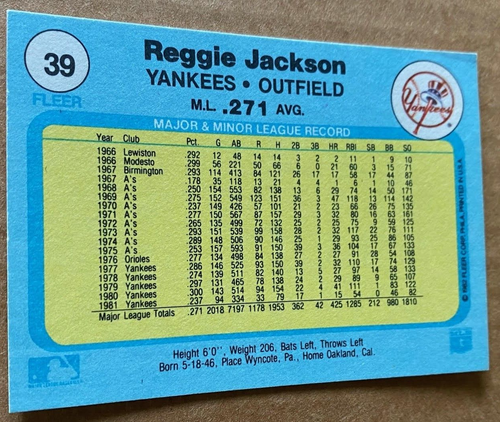 39
FLEER
Reggie Jackson
YANKEES • OUTFIELD
M.L. .271 AVG.
Yankees
MAJOR & MINOR LEAGUE RECORD
Year Club Pct. G AB R H 2B 3B HR RBI SB BB SO
1966 Lewiston .292 12 48 14 14 3 2 2 11 1 9 10
1966 Modesto .299 56 221 50 66 6 0 21 60 3 15 71
1967 Birmington .293 114 413 84 121 26 17 17 58 17 44 87
1967 A's .178 35 118 13 21 4 4 1 6 1 10 46
1968 A's .250 154 553 82 138 13 6 29 74 14 50 171
1969 A's .275 152 549 123 151 36 3 47 118 13 114 142
1970 A's .237 149 426 57 101 21 2 23 66 26 75 135
1971 A's .277 150 567 87 157 29 3 32 80 16 63 161
1972 A's .265 135 499 72 132 25 2 25 75 9 59 125
1973 A's .293 151 539 99 158 28 2 32 117 22 76 111
1974 A's .289 148 506 90 146 25 1 29 93 25 86 105
1975 A's .253 157 593 91 150 39 3 36 104 17 67 133
1976 Orioles .277 134 498 84 138 27 2 27 91 28 54 108
1977 Yankees .286 146 525 93 150 39 2 32 110 17 74 129
1978 Yankees .274 139 511 82 140 13 5 27 97 14 58 133
1979 Yankees .297 131 465 78 138 24 2 29 89 9 65 107
1980 Yankees .300 143 514 94 154 22 4 41 111 1 83 122
1981 Yankees .237 94 334 33 79 17 1 15 54 0 46 82
Major League Totals .271 2018 7197 1178 1953 362 42 425 1285 212 980 1810
Height 6'0", Weight 206, Bats Left, Throws Left
Born 5-18-46, Place Wyncote, Pa., Home Oakland, Cal.
© 1982 FLEER CORP. PHILA. PRINTED IN U.S.A.